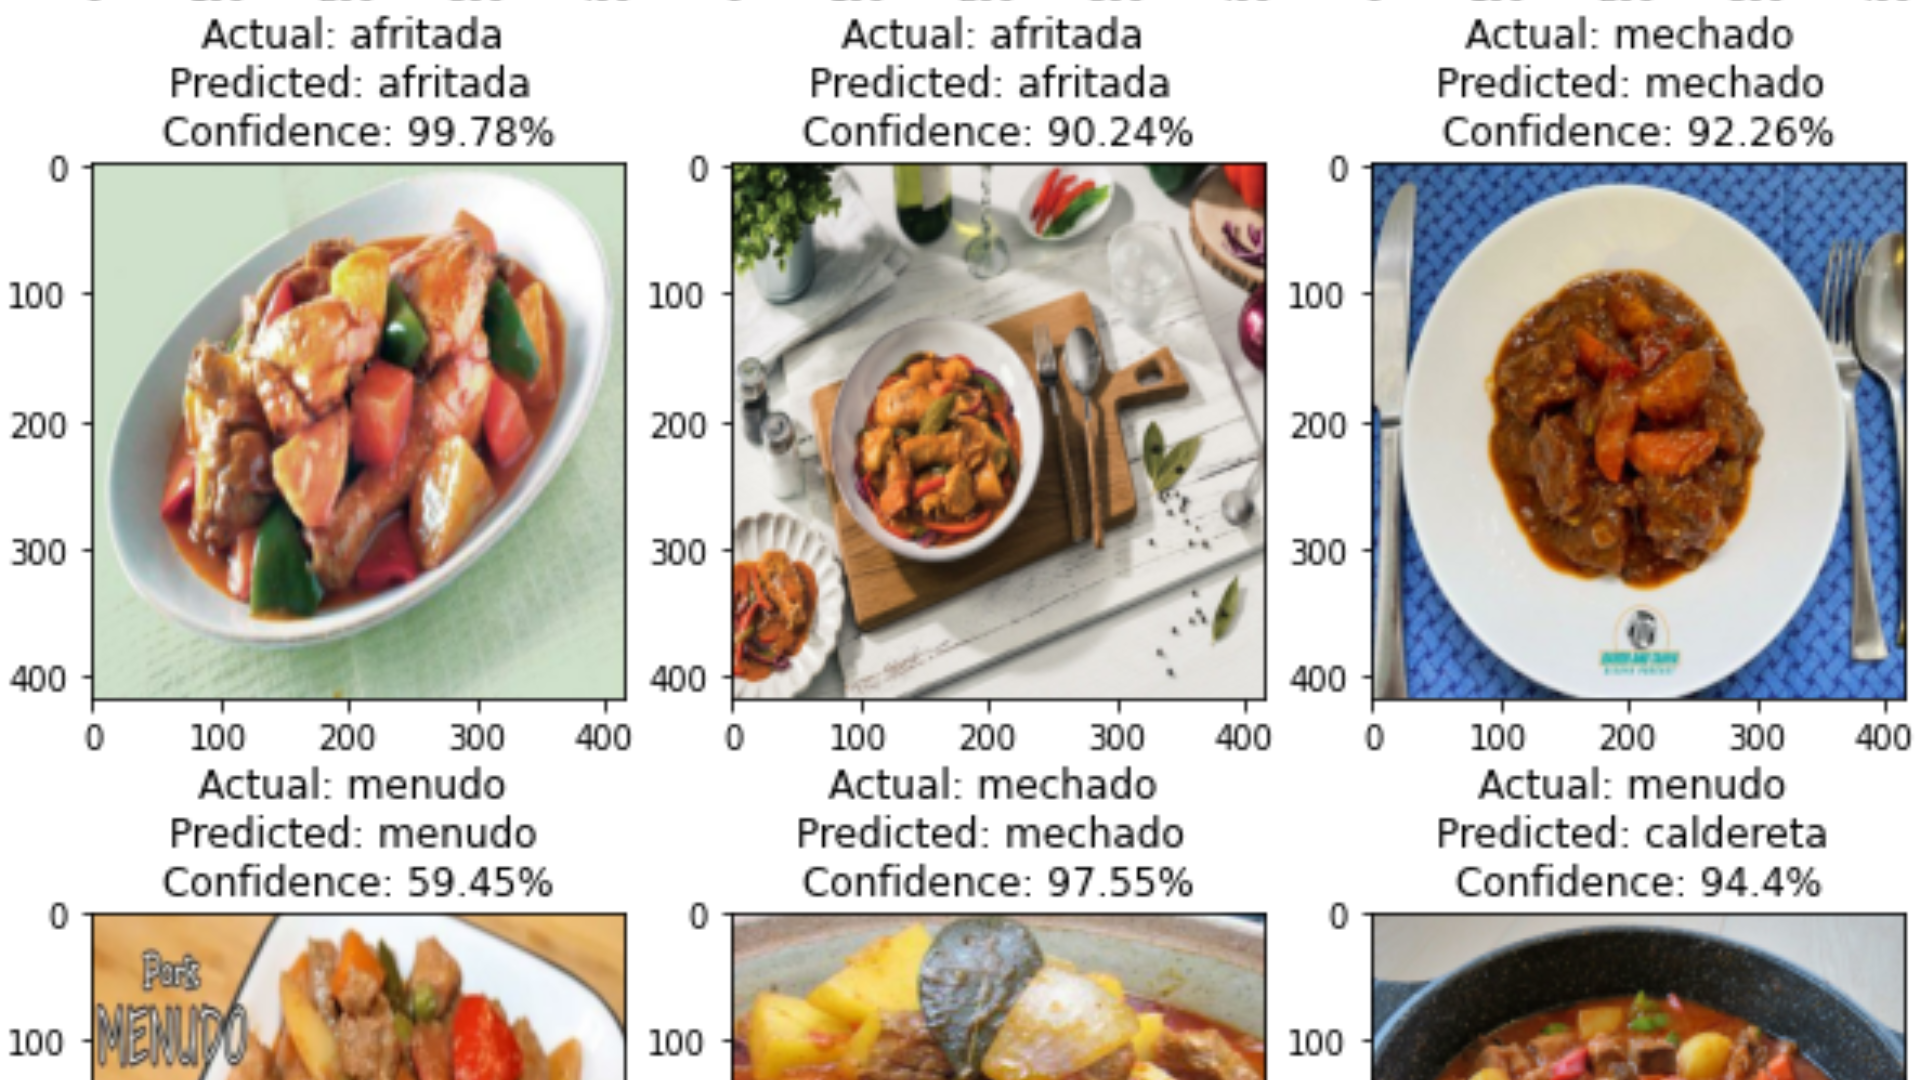 Actual: afritada
Predicted: afritada
Confidence: 99.78%
Actual: afritada
Predicted: afritada
Confidence: 90.24%
Actual: mechado
Predicted: mechado
Confidence: 92.26%
0
100
200
300
400
0 100 200 300 400
0
100
200
300
400
0 100 200 300 400
0
100
200
300
400
0 100 200 300 400
Actual: menudo
Predicted: menudo
Confidence: 59.45%
Actual: mechado
Predicted: mechado
Confidence: 97.55%
Actual: menudo
Predicted: caldereta
Confidence: 94.4%
0
100
Pork
MENUDO
0
100
0
100